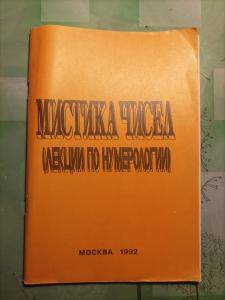 МИСТИКА ЧИСЕЛ
(ЛЕКЦИИ ПО НУМЕРОЛОГИИ)
МОСКВА 1992